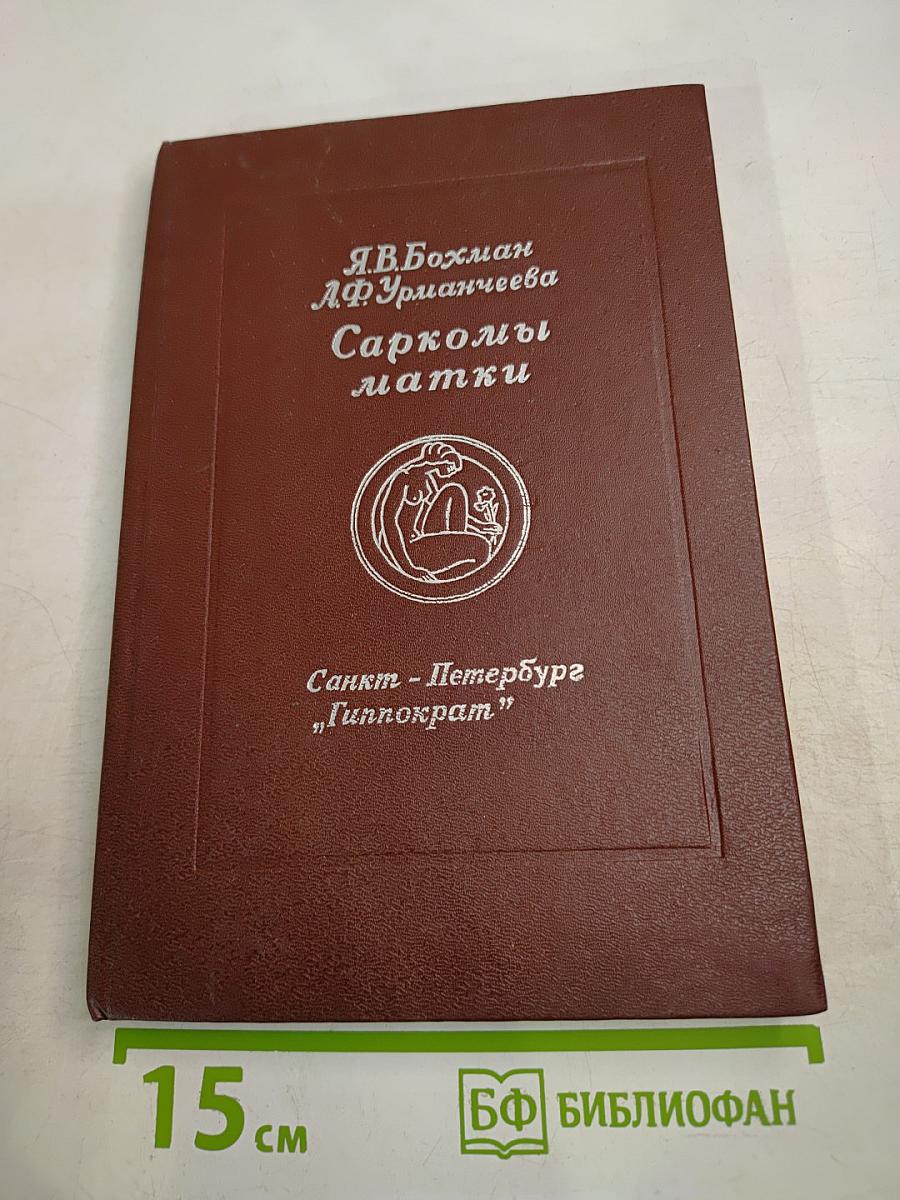 Я.В.Бохман
А.Ф.Урманчеева
Саркомы
матки
Санкт - Петербург
„Гиппократ”
15 см
БФ БИБЛИОФАН